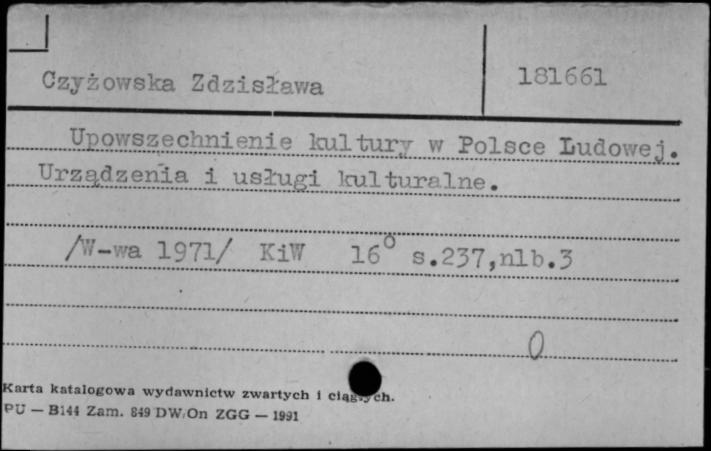 Czyżowska Zdzisława
181661
Upowszechnienie kultury w Polsce Ludowej.
Urządzenia i usługi kulturalne.
/W-wa 1971/ KiW 16° s.237,nlb.3
0
Karta katalogowa wydawnictw zwartych i ciągłych.
PU — B144 Zam. 849 DW/On ZGG — 1991